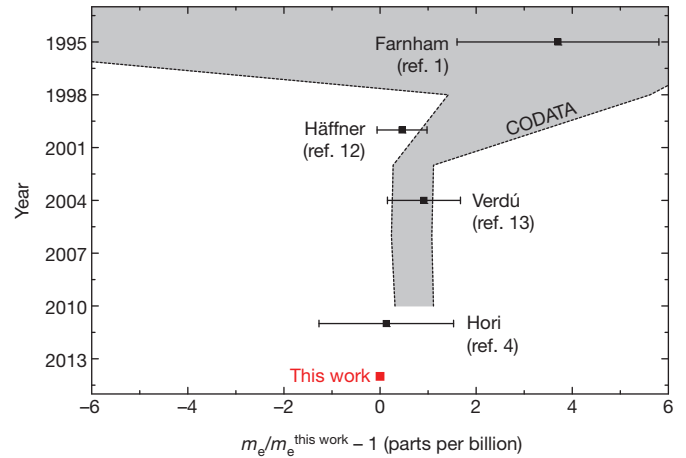 1995
1998
2001
2004
2007
2010
2013
Year
Farnham
(ref. 1)
CODATA
Häffner
(ref. 12)
Verdú
(ref. 13)
Hori
(ref. 4)
This work
−6
−4
−2
0
2
4
6
mₑ/mₑᵗʰⁱˢ ʷᵒʳᵏ – 1 (parts per billion)